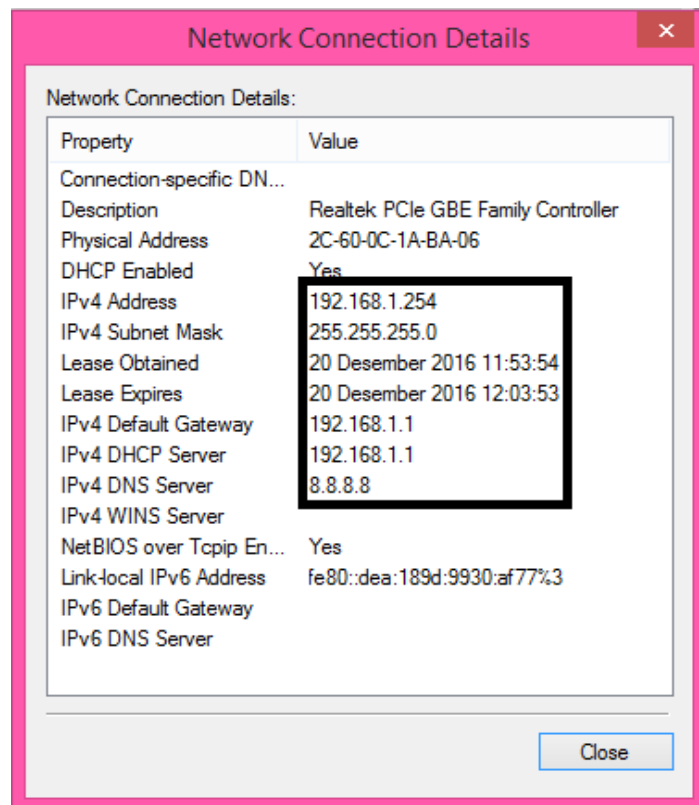 Network Connection Details
Network Connection Details:
Property Value
Connection-specific DN...
Description Realtek PCIe GBE Family Controller
Physical Address 2C-60-0C-1A-BA-06
DHCP Enabled Yes
IPv4 Address 192.168.1.254
IPv4 Subnet Mask 255.255.255.0
Lease Obtained 20 Desember 2016 11:53:54
Lease Expires 20 Desember 2016 12:03:53
IPv4 Default Gateway 192.168.1.1
IPv4 DHCP Server 192.168.1.1
IPv4 DNS Server 8.8.8.8
IPv4 WINS Server
NetBIOS over Tcpip En... Yes
Link-local IPv6 Address fe80::dea:189d:9930:af77%3
IPv6 Default Gateway
IPv6 DNS Server
Close